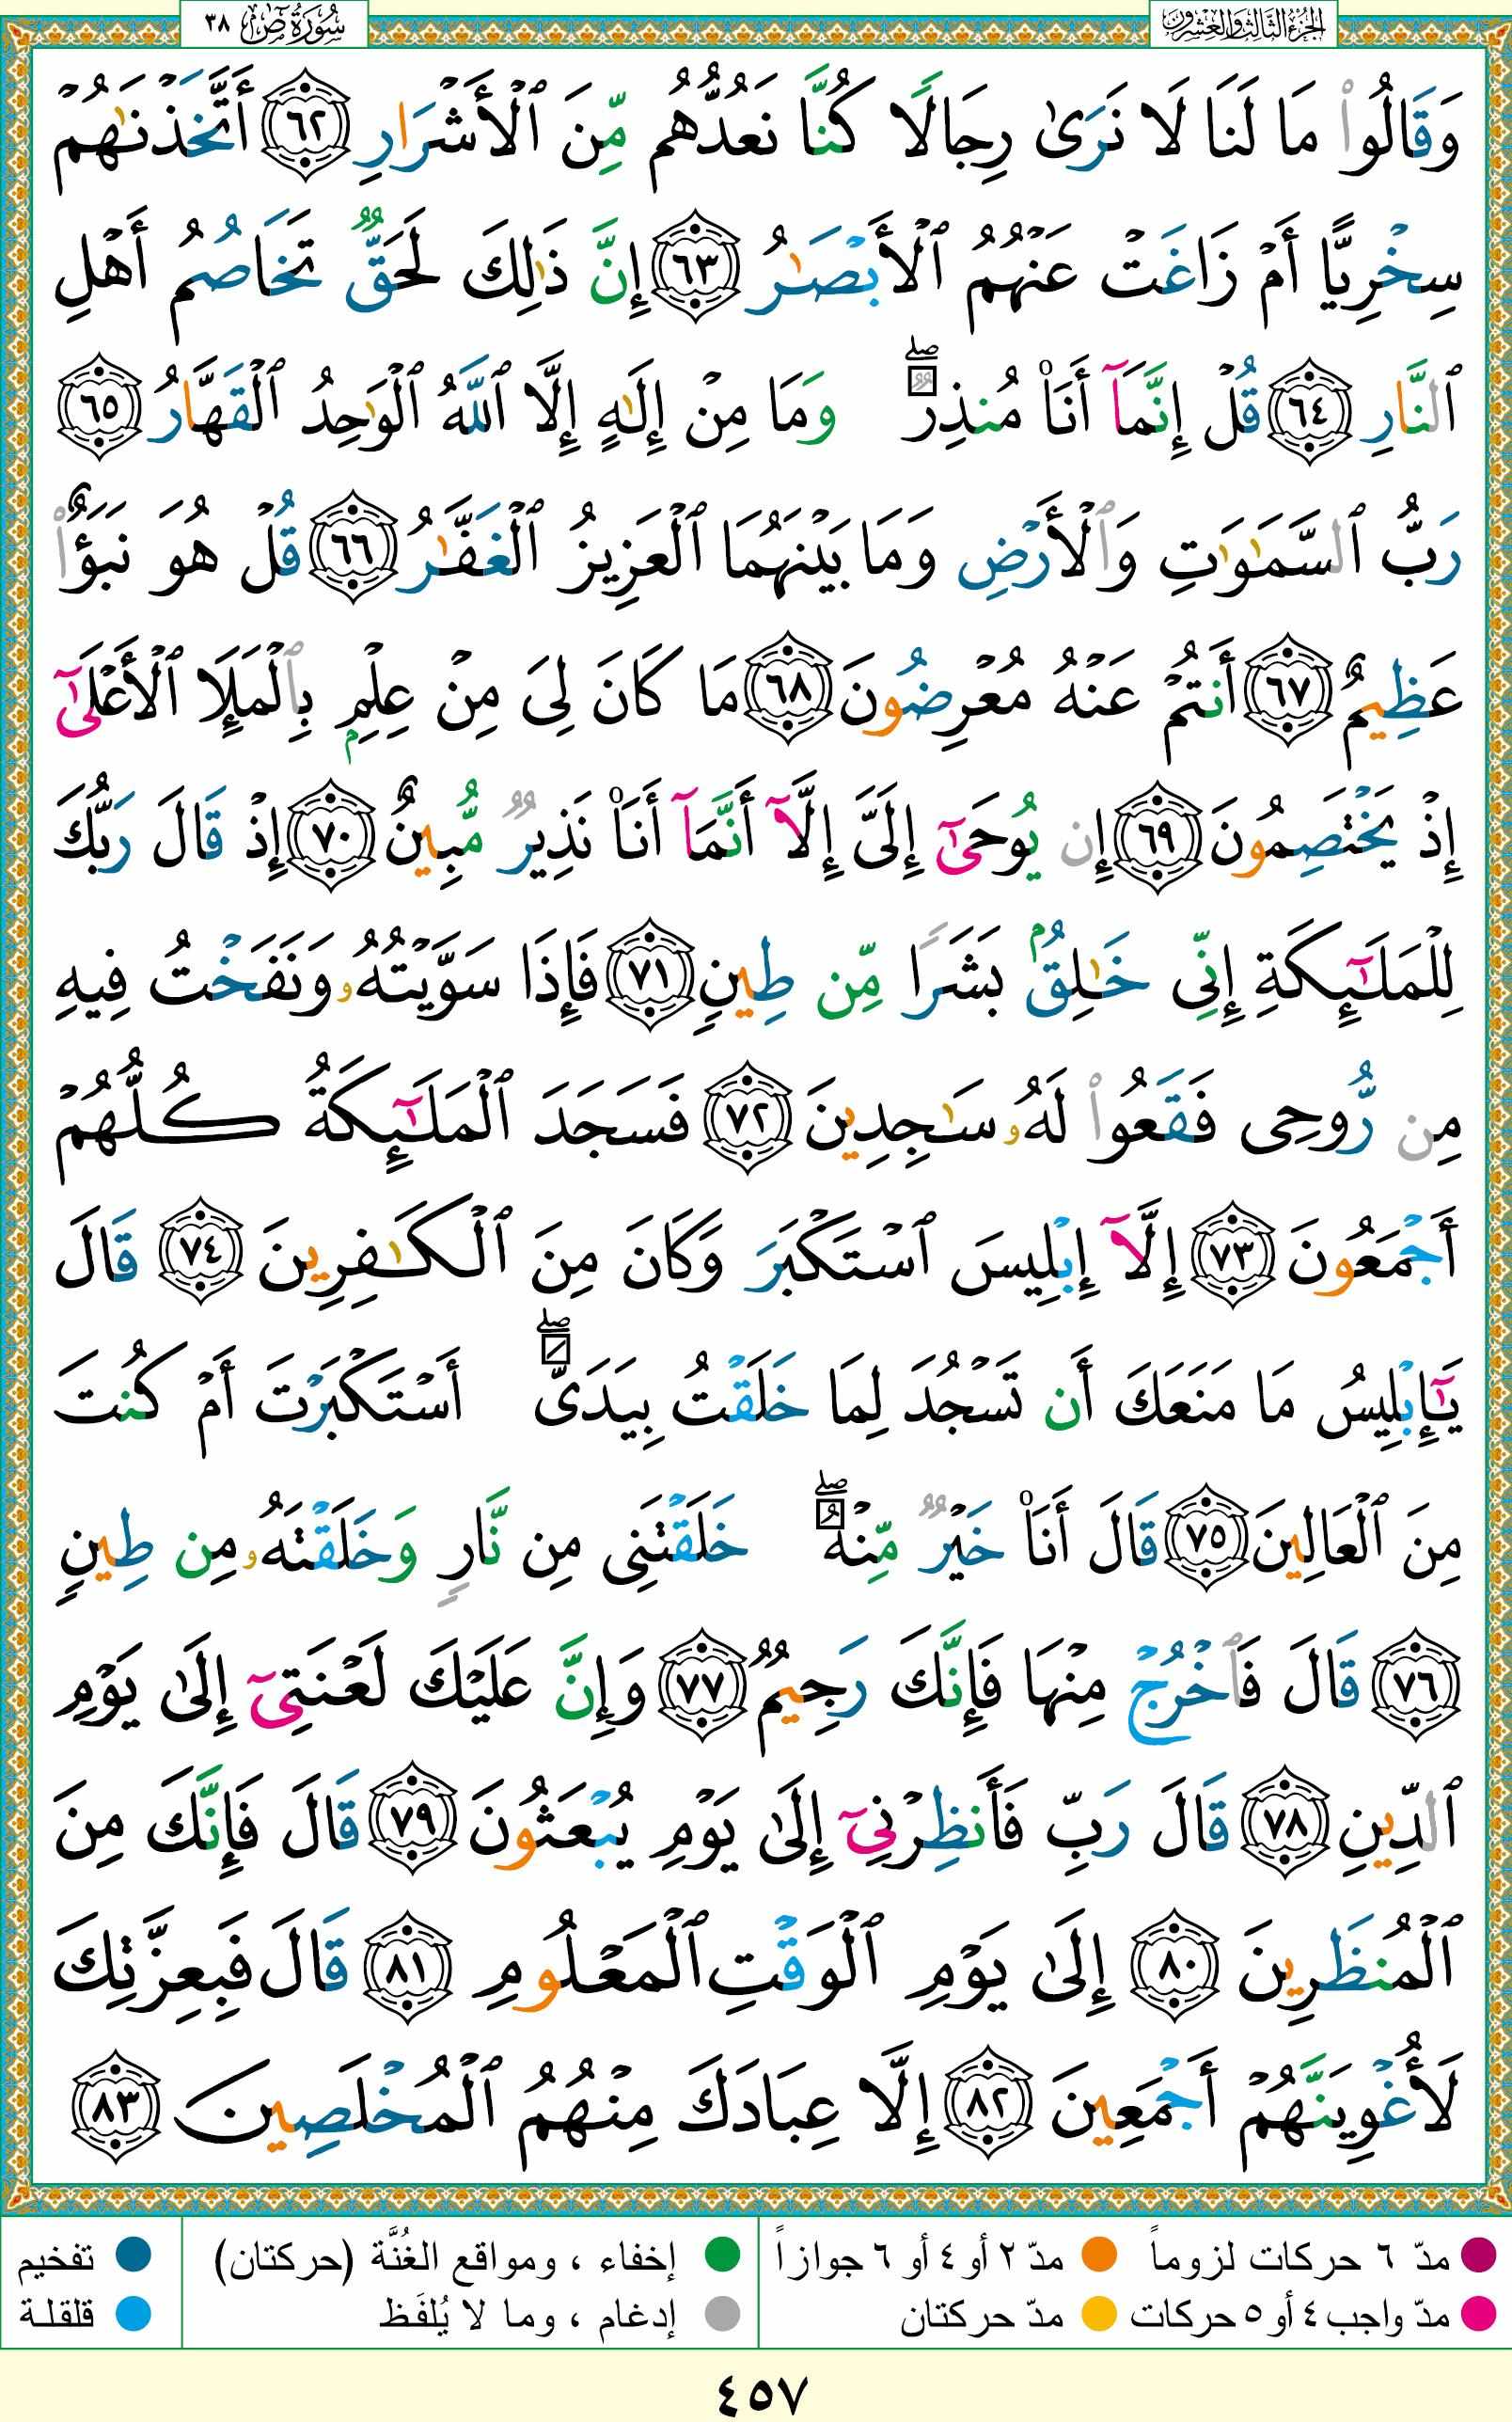 سُورَةُ صٓ ٣٨
الجزء الثالث والعشرون
وَقَالُوا۟ مَا لَنَا لَا نَرَىٰ رِجَالًا كُنَّا نَعُدُّهُم مِّنَ ٱلْأَشْرَارِ ٦٢ أَتَّخَذْنَـٰهُمْ
سِخْرِيًّا أَمْ زَاغَتْ عَنْهُمُ ٱلْأَبْصَـٰرُ ٦٣ إِنَّ ذَٰلِكَ لَحَقٌّ تَخَاصُمُ أَهْلِ
ٱلنَّارِ ٦٤ قُلْ إِنَّمَآ أَنَا۠ مُنذِرٌ ۖ وَمَا مِنْ إِلَـٰهٍ إِلَّا ٱللَّهُ ٱلْوَٰحِدُ ٱلْقَهَّارُ ٦٥
رَبُّ ٱلسَّمَـٰوَٰتِ وَٱلْأَرْضِ وَمَا بَيْنَهُمَا ٱلْعَزِيزُ ٱلْغَفَّـٰرُ ٦٦ قُلْ هُوَ نَبَؤٌا۟
عَظِيمٌ ٦٧ أَنتُمْ عَنْهُ مُعْرِضُونَ ٦٨ مَا كَانَ لِىَ مِنْ عِلْمٍۭ بِٱلْمَلَإِ ٱلْأَعْلَىٰٓ
إِذْ يَخْتَصِمُونَ ٦٩ إِن يُوحَىٰٓ إِلَىَّ إِلَّآ أَنَّمَآ أَنَا۠ نَذِيرٌ مُّبِينٌ ٧٠ إِذْ قَالَ رَبُّكَ
لِلْمَلَـٰٓئِكَةِ إِنِّى خَـٰلِقٌۢ بَشَرًا مِّن طِينٍ ٧١ فَإِذَا سَوَّيْتُهُۥ وَنَفَخْتُ فِيهِ
مِن رُّوحِى فَقَعُوا۟ لَهُۥ سَـٰجِدِينَ ٧٢ فَسَجَدَ ٱلْمَلَـٰٓئِكَةُ كُلُّهُمْ
أَجْمَعُونَ ٧٣ إِلَّآ إِبْلِيسَ ٱسْتَكْبَرَ وَكَانَ مِنَ ٱلْكَـٰفِرِينَ ٧٤ قَالَ
يَـٰٓإِبْلِيسُ مَا مَنَعَكَ أَن تَسْجُدَ لِمَا خَلَقْتُ بِيَدَىَّ ۖ أَسْتَكْبَرْتَ أَمْ كُنتَ
مِنَ ٱلْعَالِينَ ٧٥ قَالَ أَنَا۠ خَيْرٌ مِّنْهُ ۖ خَلَقْتَنِى مِن نَّارٍ وَخَلَقْتَهُۥ مِن طِينٍ
٧٦ قَالَ فَٱخْرُجْ مِنْهَا فَإِنَّكَ رَجِيمٌ ٧٧ وَإِنَّ عَلَيْكَ لَعْنَتِىٓ إِلَىٰ يَوْمِ
ٱلدِّينِ ٧٨ قَالَ رَبِّ فَأَنظِرْنِىٓ إِلَىٰ يَوْمِ يُبْعَثُونَ ٧٩ قَالَ فَإِنَّكَ مِنَ
ٱلْمُنظَرِينَ ٨٠ إِلَىٰ يَوْمِ ٱلْوَقْتِ ٱلْمَعْلُومِ ٨١ قَالَ فَبِعِزَّتِكَ
لَأُغْوِيَنَّهُمْ أَجْمَعِينَ ٨٢ إِلَّا عِبَادَكَ مِنْهُمُ ٱلْمُخْلَصِينَ ٨٣
مدّ ٦ حركات لزوماً مدّ ٢ أو ٤ أو ٦ جوازاً إخفاء ، ومواقع الغُنَّة (حركتان) تفخيم
مدّ واجب ٤ أو ٥ حركات مدّ حركتان إدغام ، وما لا يُلفَظ قلقلة
٤٥٧